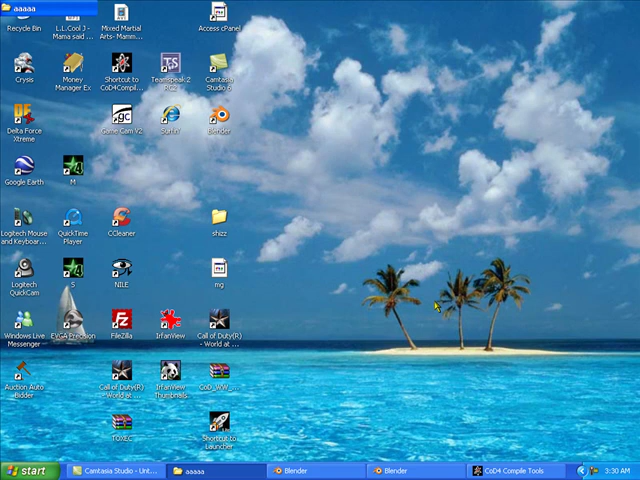 aaaaa
Recycle Bin
L.L.Cool J -
Mama said ...
Mixed Martial
Arts- Mamm...
Access cPanel
Crysis
Money
Manager Ex
Shortcut to
CoD4Compil...
Teamspeak 2
RC2
Camtasia
Studio 6
Delta Force
Xtreme
Game Cam V2
Surfin'
Blender
Google Earth
M
Logitech Mouse
and Keyboar...
QuickTime
Player
CCleaner
shizz
Logitech
QuickCam
S
NILE
mg
Windows Live
Messenger
EVGA Precision
FileZilla
IrfanView
Call of Duty(R)
- World at ...
Auction Auto
Bidder
Call of Duty(R)
- World at ...
IrfanView
Thumbnails
CoD_WW_...
TOXEC
Shortcut to
Launcher
start
Camtasia Studio - Unt...
aaaaa
Blender
Blender
CoD4 Compile Tools
3:30 AM